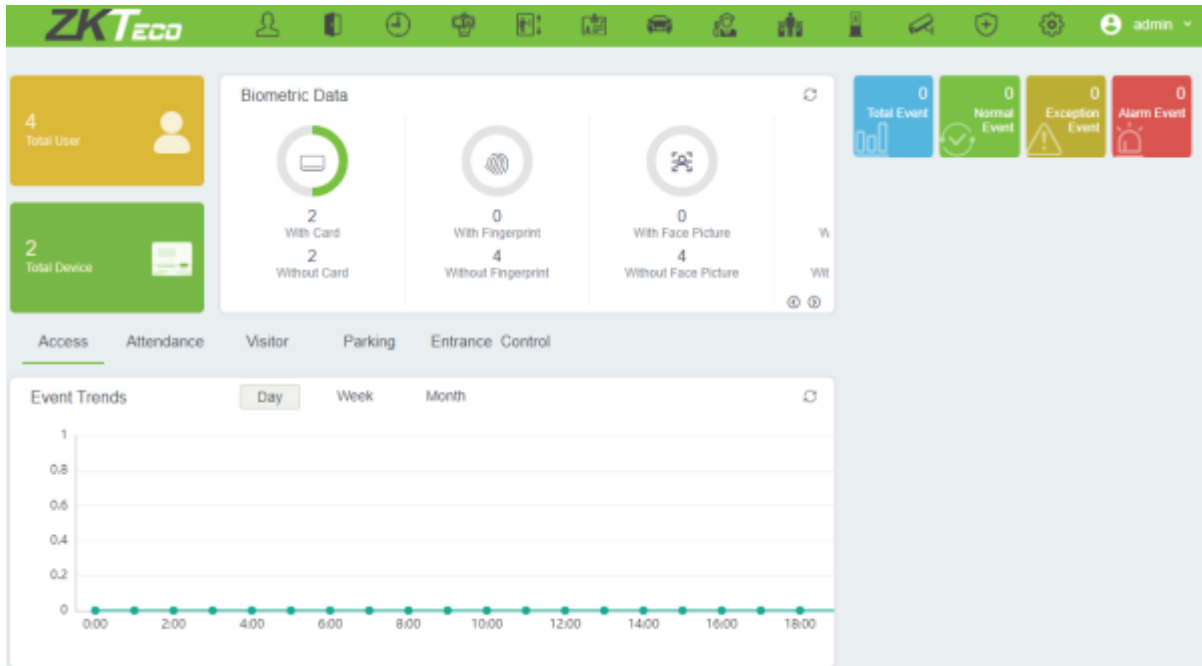 ZKTeco
admin
4
Total User
2
Total Device
Biometric Data
2
With Card
2
Without Card
0
With Fingerprint
4
Without Fingerprint
0
With Face Picture
4
Without Face Picture
W
Wit
0
Total Event
0
Normal
Event
0
Exception
Event
0
Alarm Event
Access Attendance Visitor Parking Entrance Control
Event Trends Day Week Month
1
0.8
0.6
0.4
0.2
0
0:00 2:00 4:00 6:00 8:00 10:00 12:00 14:00 16:00 18:00